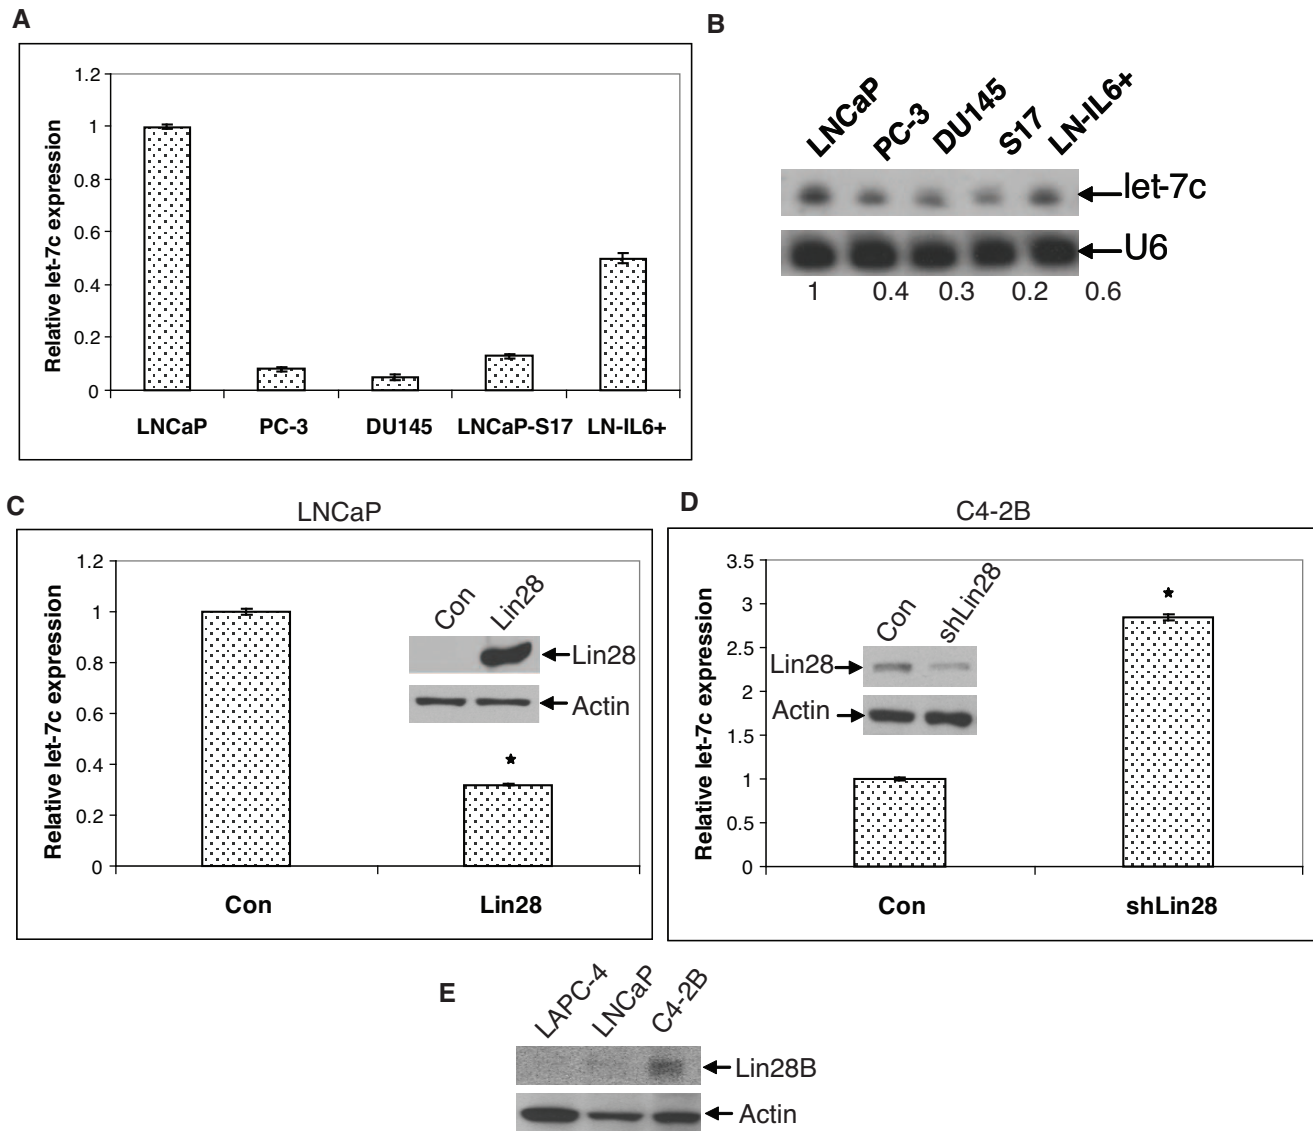 A
1.2
1
0.8
0.6
0.4
0.2
0
Relative let-7c expression
LNCaP PC-3 DU145 LNCaP-S17 LN-IL6+
B
LNCaP PC-3 DU145 S17 LN-IL6+
let-7c
U6
1 0.4 0.3 0.2 0.6
C
LNCaP
1.2
1
0.8
0.6
0.4
0.2
0
Relative let-7c expression
Con Lin28
Lin28
Actin
Con Lin28
D
C4-2B
3.5
3
2.5
2
1.5
1
0.5
0
Relative let-7c expression
Con shLin28
Lin28
Actin
Con shLin28
E
LAPC-4 LNCaP C4-2B
Lin28B
Actin